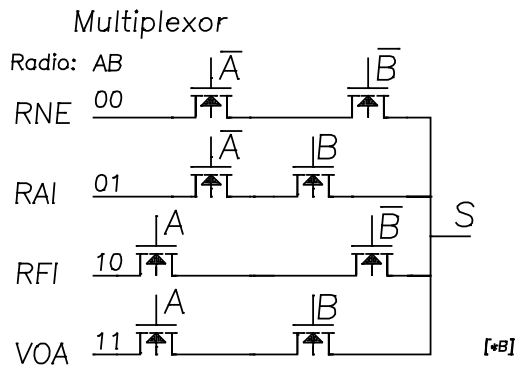 Multiplexor
Radio: AB
RNE 00 A̅ B̅
RAI 01 A̅ B
S
RFI 10 A B̅
VOA 11 A B
[*B]